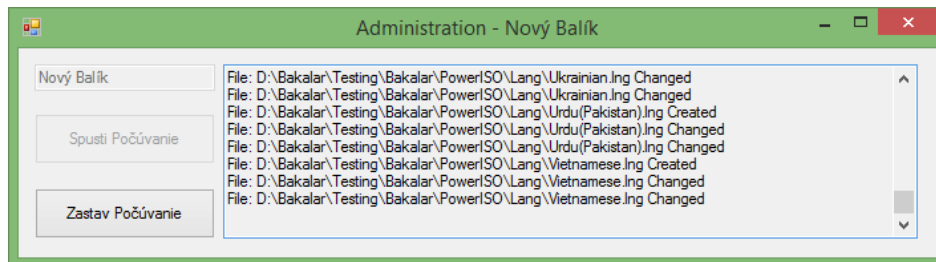 Administration - Nový Balík
Nový Balík
Spusti Počúvanie
Zastav Počúvanie
File: D:\Bakalar\Testing\Bakalar\PowerISO\Lang\Ukrainian.lng Changed
File: D:\Bakalar\Testing\Bakalar\PowerISO\Lang\Ukrainian.lng Changed
File: D:\Bakalar\Testing\Bakalar\PowerISO\Lang\Urdu(Pakistan).lng Created
File: D:\Bakalar\Testing\Bakalar\PowerISO\Lang\Urdu(Pakistan).lng Changed
File: D:\Bakalar\Testing\Bakalar\PowerISO\Lang\Urdu(Pakistan).lng Changed
File: D:\Bakalar\Testing\Bakalar\PowerISO\Lang\Vietnamese.lng Created
File: D:\Bakalar\Testing\Bakalar\PowerISO\Lang\Vietnamese.lng Changed
File: D:\Bakalar\Testing\Bakalar\PowerISO\Lang\Vietnamese.lng Changed